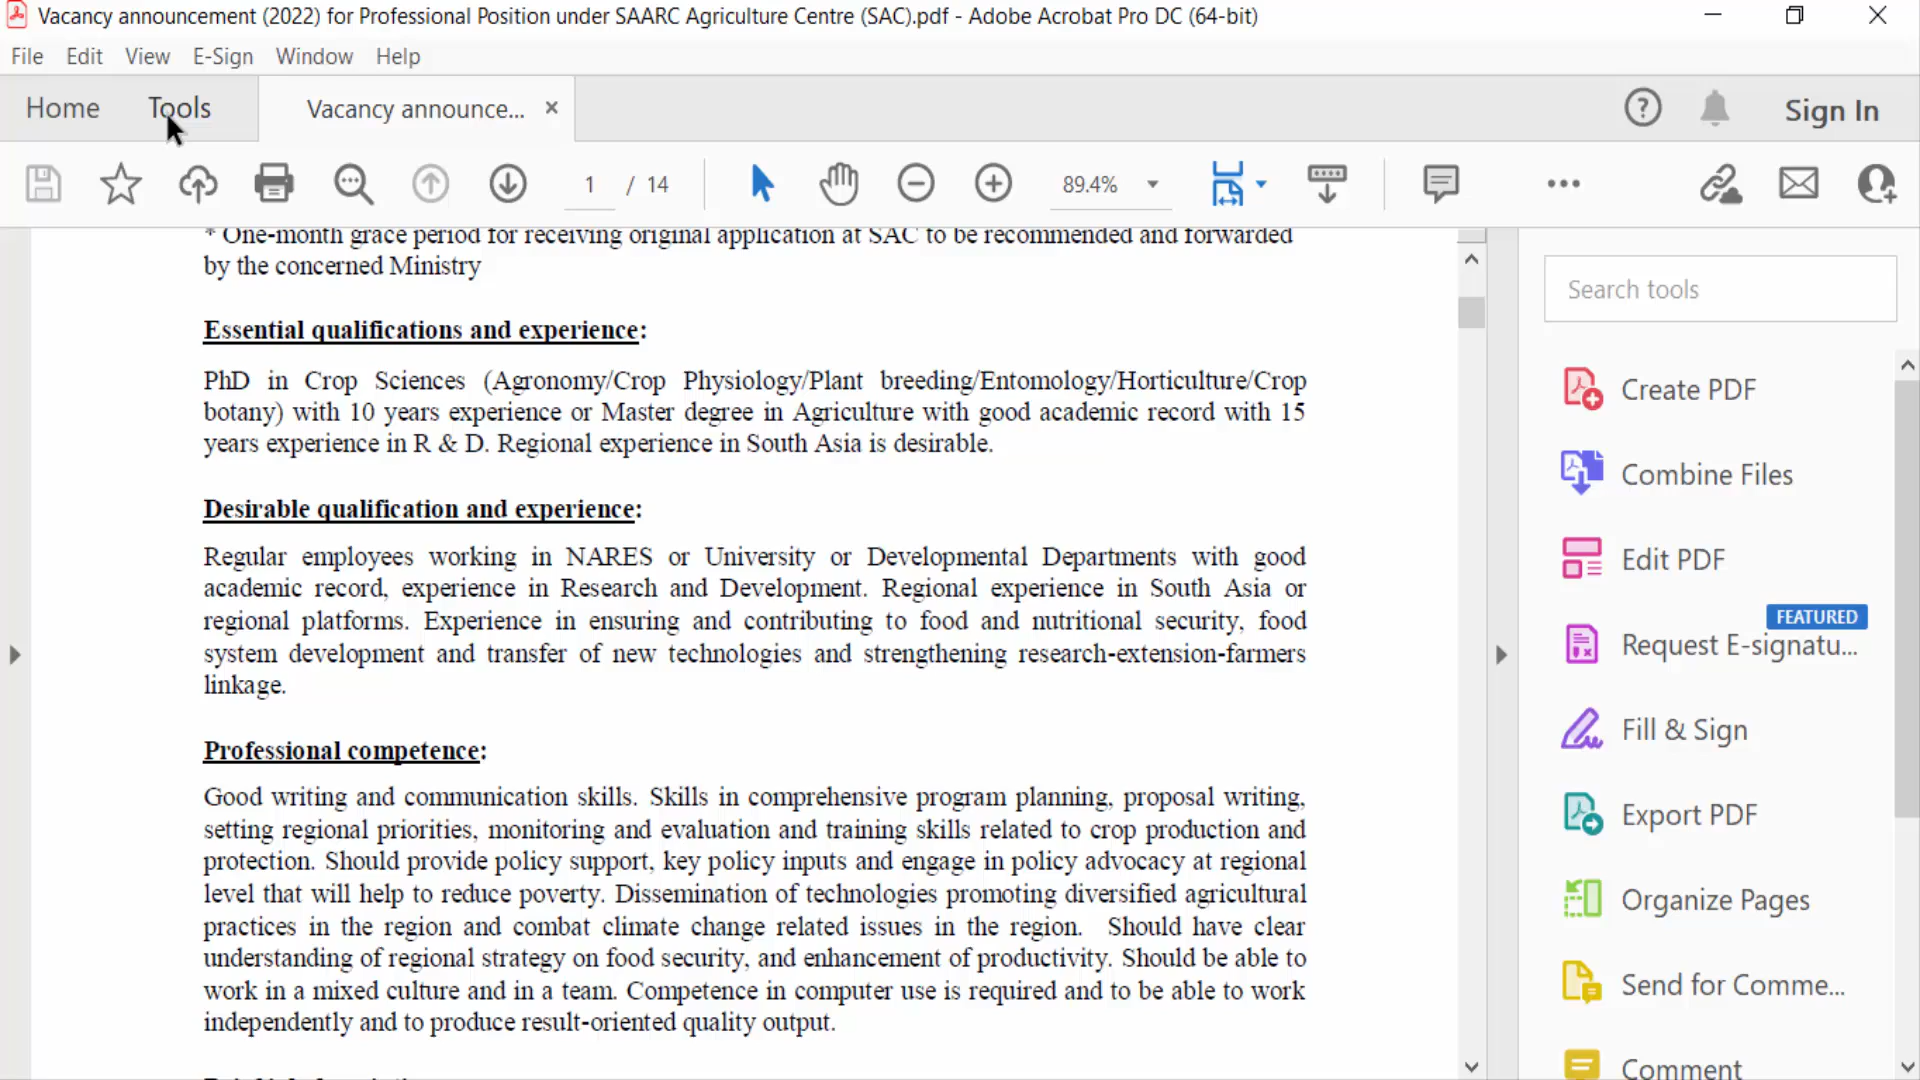 Vacancy announcement (2022) for Professional Position under SAARC Agriculture Centre (SAC).pdf - Adobe Acrobat Pro DC (64-bit)
File Edit View E-Sign Window Help
Home Tools Vacancy announce... × Sign In
1 / 14 89.4%
* One-month grace period for receiving original application at SAC to be recommended and forwarded
by the concerned Ministry
Essential qualifications and experience:
PhD in Crop Sciences (Agronomy/Crop Physiology/Plant breeding/Entomology/Horticulture/Crop
botany) with 10 years experience or Master degree in Agriculture with good academic record with 15
years experience in R & D. Regional experience in South Asia is desirable.
Desirable qualification and experience:
Regular employees working in NARES or University or Developmental Departments with good
academic record, experience in Research and Development. Regional experience in South Asia or
regional platforms. Experience in ensuring and contributing to food and nutritional security, food
system development and transfer of new technologies and strengthening research-extension-farmers
linkage.
Professional competence:
Good writing and communication skills. Skills in comprehensive program planning, proposal writing,
setting regional priorities, monitoring and evaluation and training skills related to crop production and
protection. Should provide policy support, key policy inputs and engage in policy advocacy at regional
level that will help to reduce poverty. Dissemination of technologies promoting diversified agricultural
practices in the region and combat climate change related issues in the region. Should have clear
understanding of regional strategy on food security, and enhancement of productivity. Should be able to
work in a mixed culture and in a team. Competence in computer use is required and to be able to work
independently and to produce result-oriented quality output.
Search tools
Create PDF
Combine Files
Edit PDF
FEATURED
Request E-signatu...
Fill & Sign
Export PDF
Organize Pages
Send for Comme...
Comment